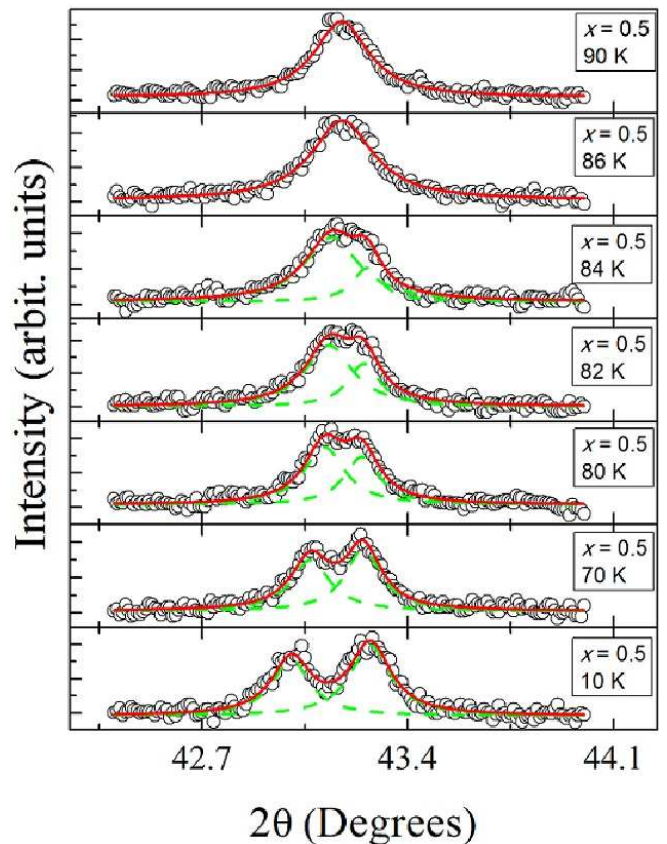 x = 0.5
90 K
x = 0.5
86 K
x = 0.5
84 K
x = 0.5
82 K
x = 0.5
80 K
x = 0.5
70 K
x = 0.5
10 K
Intensity (arbit. units)
42.7 43.4 44.1
2θ (Degrees)